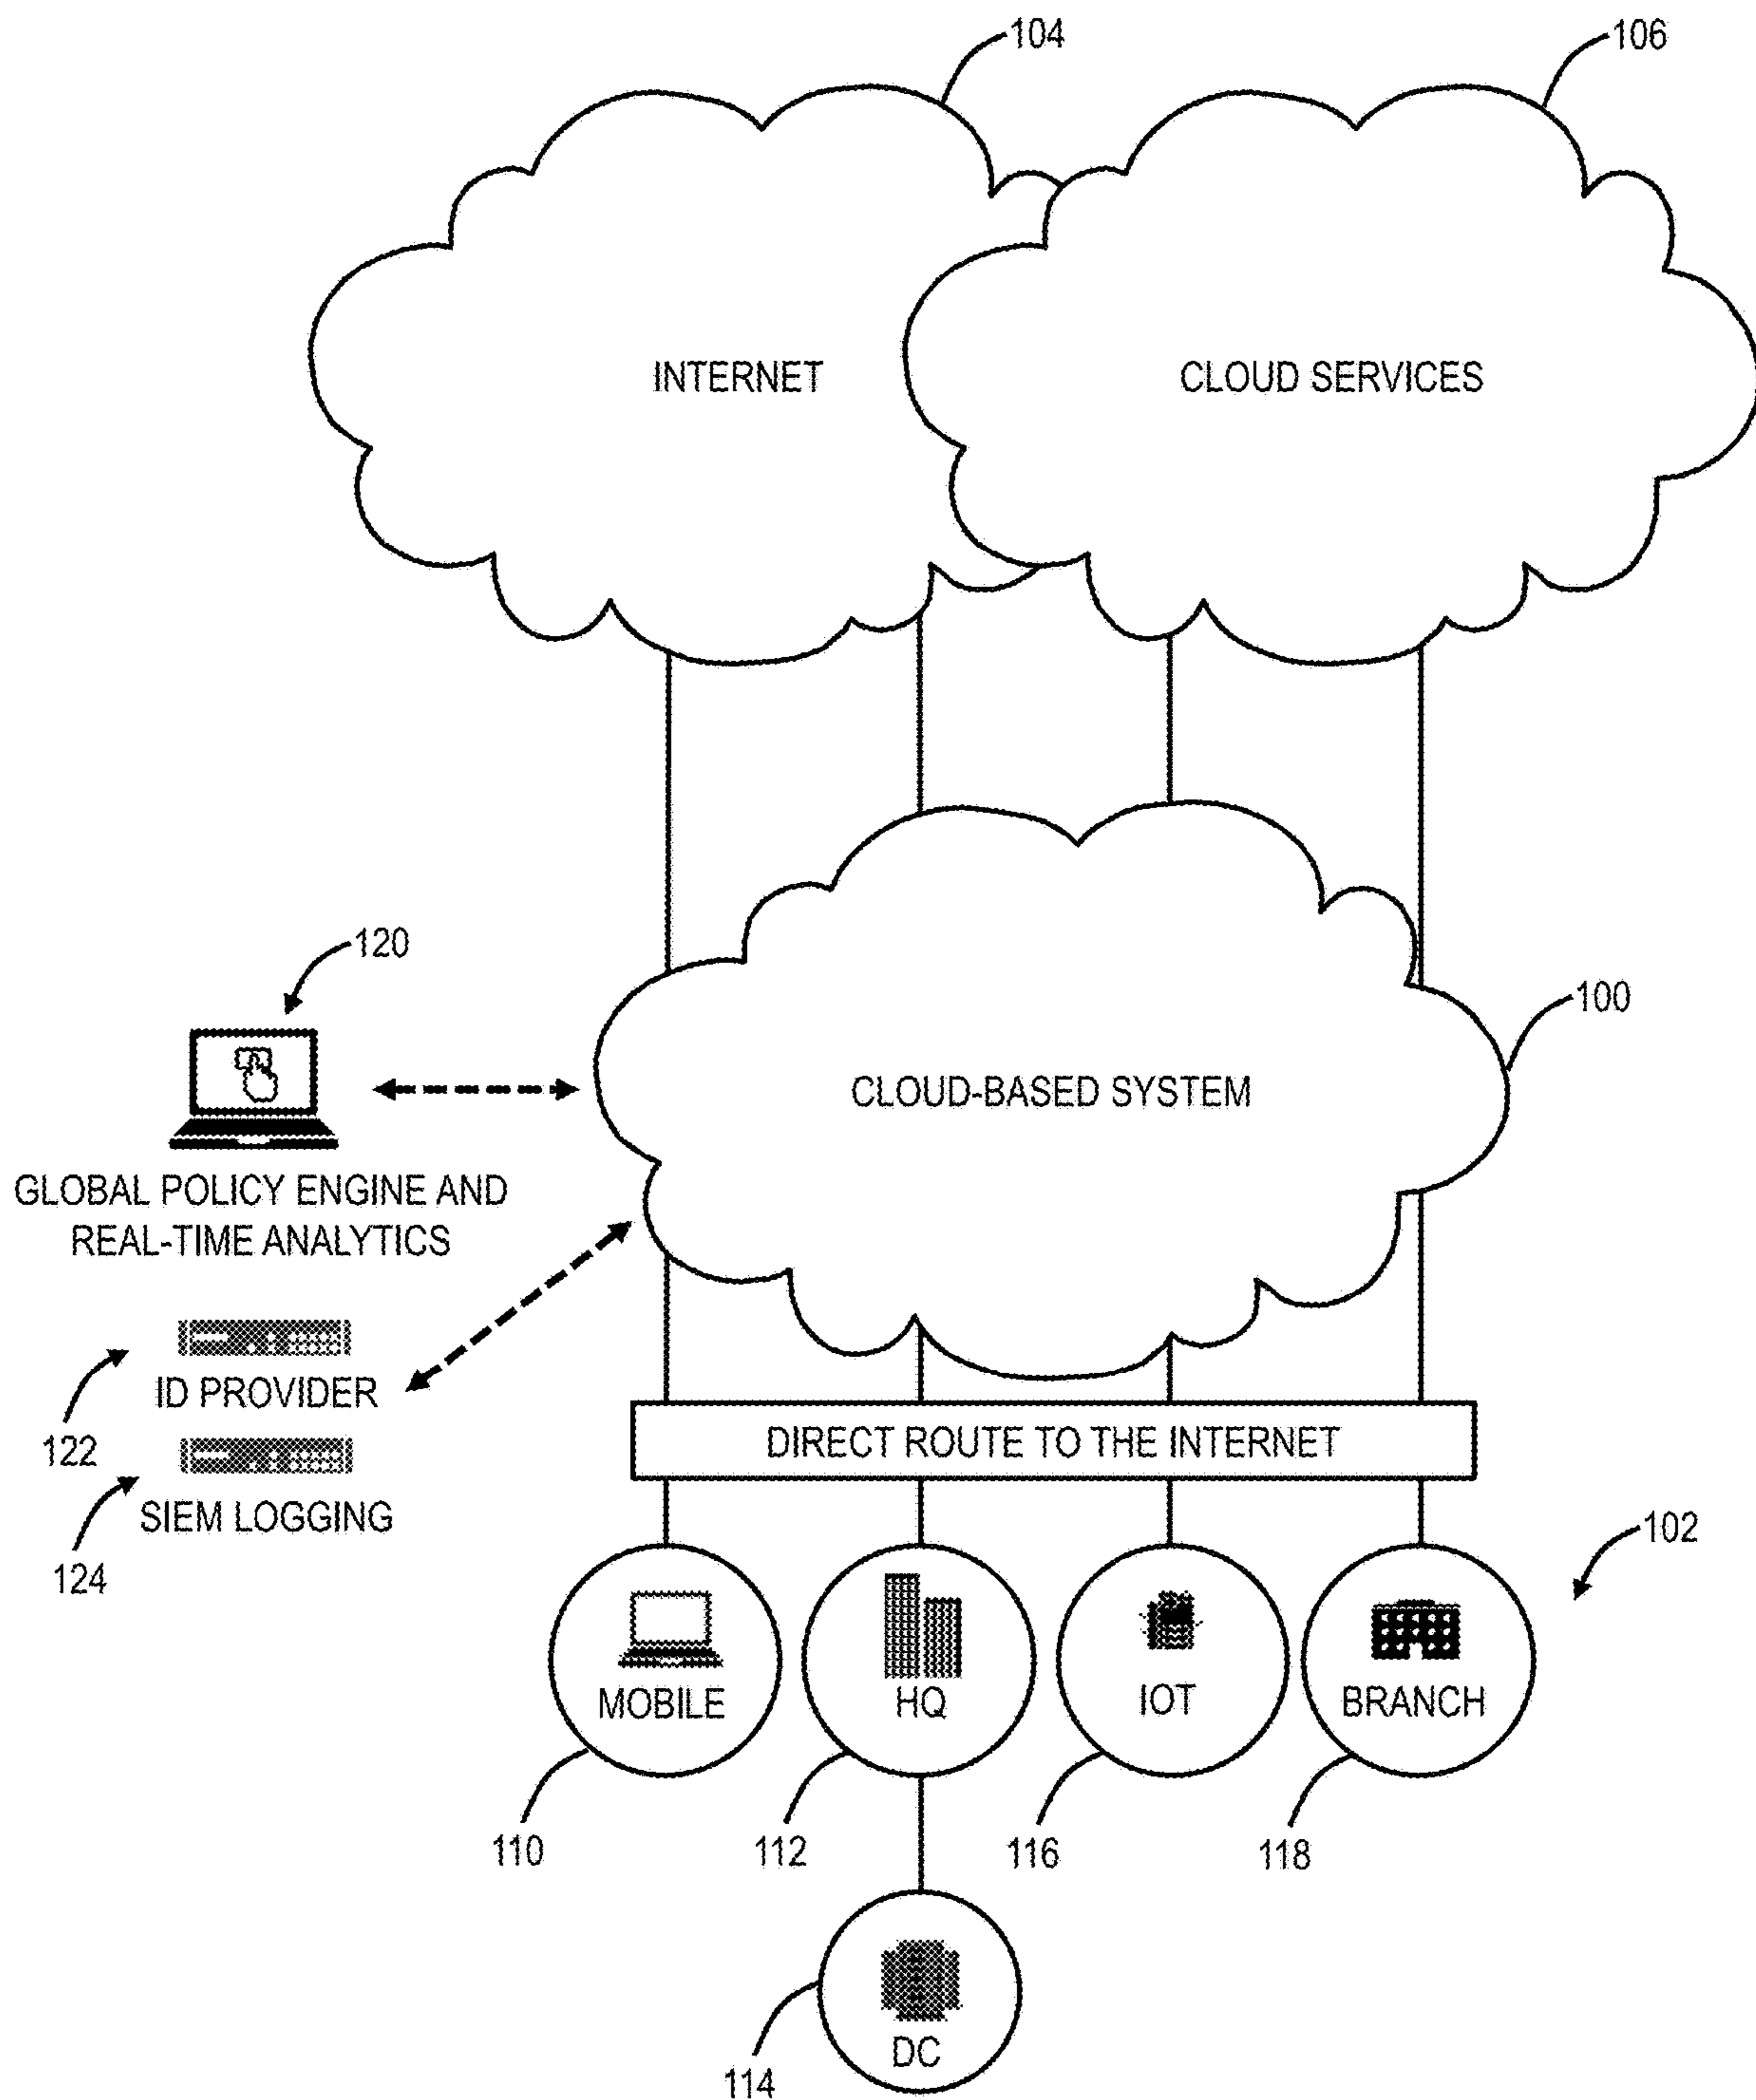 104
106
INTERNET
CLOUD SERVICES
120
100
CLOUD-BASED SYSTEM
GLOBAL POLICY ENGINE AND
REAL-TIME ANALYTICS
ID PROVIDER
122
DIRECT ROUTE TO THE INTERNET
SIEM LOGGING
124
102
MOBILE
HQ
IOT
BRANCH
110
112
116
118
DC
114